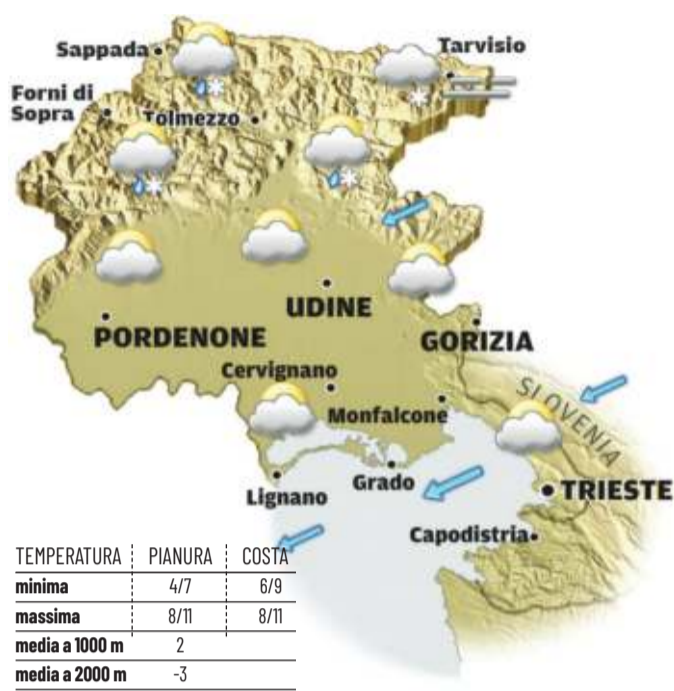 Sappada
Tarvisio
Forni di
Sopra
Tolmezzo
UDINE
PORDENONE
GORIZIA
Cervignano
SLOVENIA
Monfalcone
Grado
Lignano
TRIESTE
Capodistria
TEMPERATURA PIANURA COSTA
minima 4/7 6/9
massima 8/11 8/11
media a 1000 m 2
media a 2000 m -3